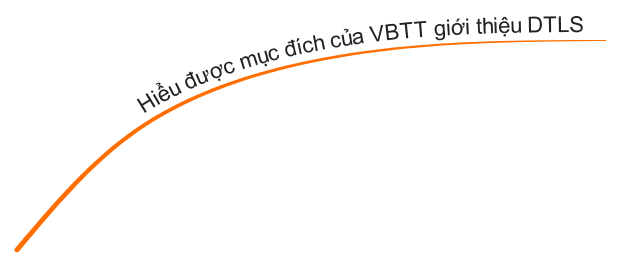 Hiểu được mục đích của VBTT giới thiệu DTLS